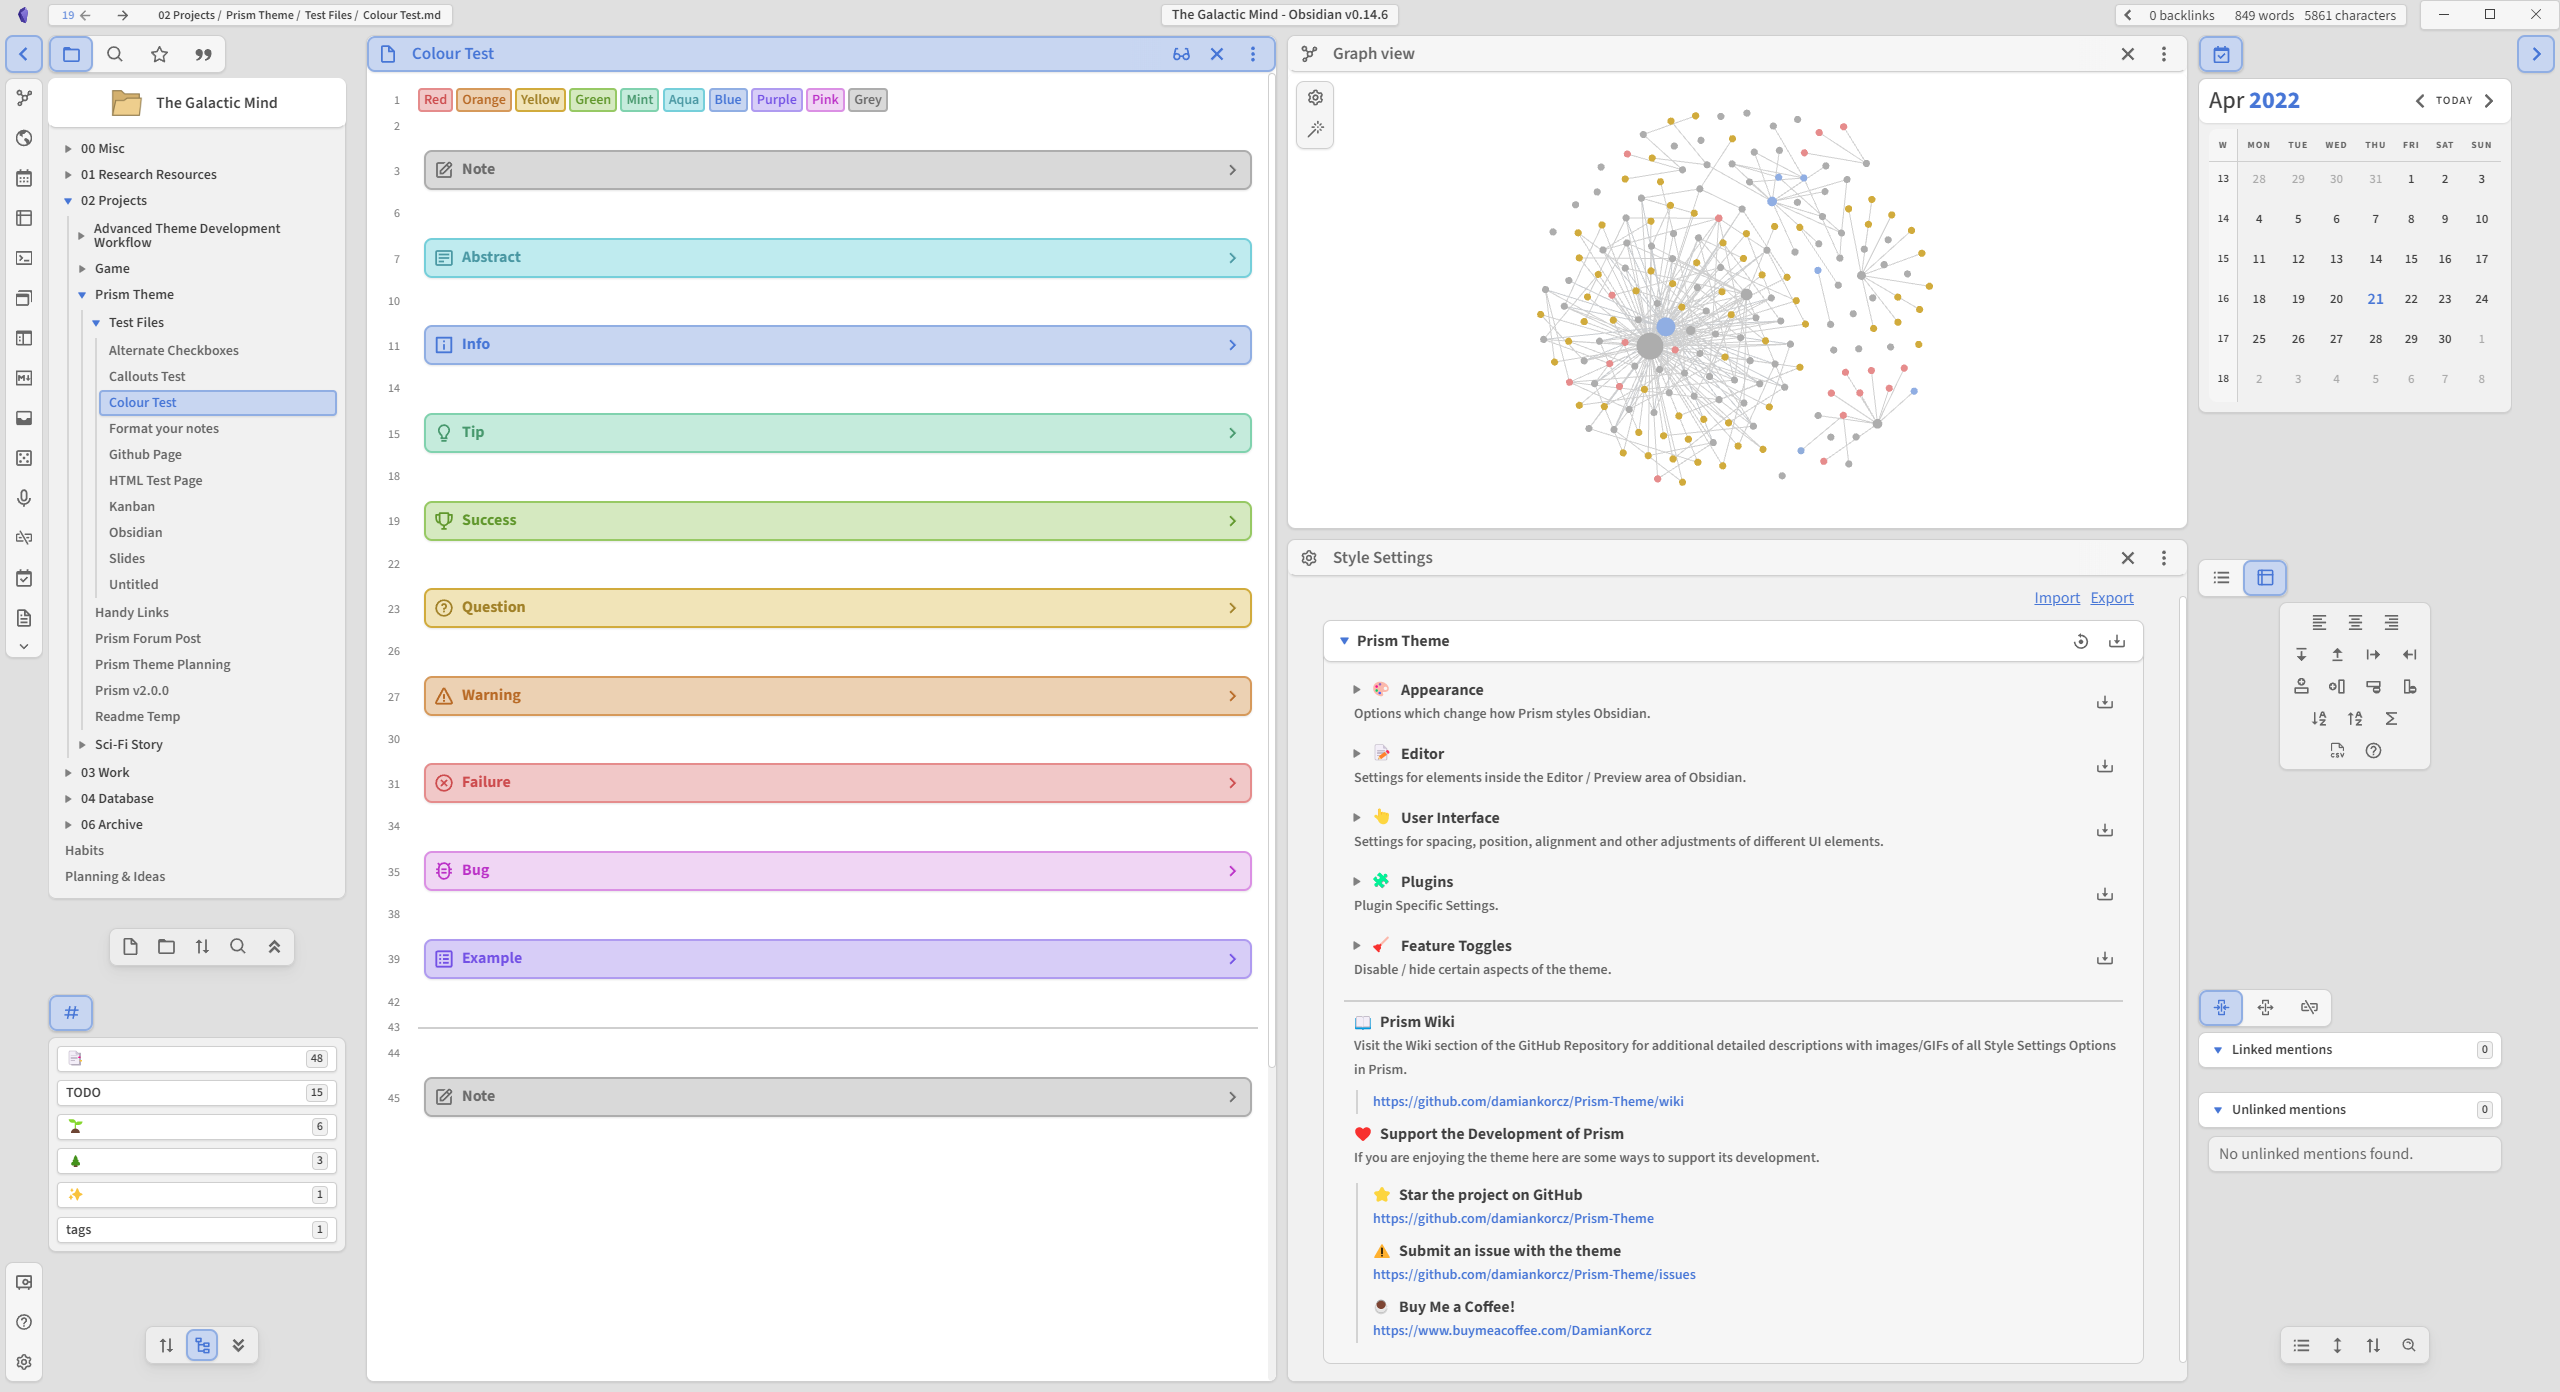 19
02 Projects / Prism Theme / Test Files / Colour Test.md
The Galactic Mind - Obsidian v0.14.6
0 backlinks 849 words 5861 characters
The Galactic Mind
00 Misc
01 Research Resources
02 Projects
Advanced Theme Development
Workflow
Game
Prism Theme
Test Files
Alternate Checkboxes
Callouts Test
Colour Test
Format your notes
Github Page
HTML Test Page
Kanban
Obsidian
Slides
Untitled
Handy Links
Prism Forum Post
Prism Theme Planning
Prism v2.0.0
Readme Temp
Sci-Fi Story
03 Work
04 Database
06 Archive
Habits
Planning & Ideas
#
48
TODO 15
6
3
1
tags 1
Colour Test
1 Red Orange Yellow Green Mint Aqua Blue Purple Pink Grey
2
3 Note
6
7 Abstract
10
11 Info
14
15 Tip
18
19 Success
22
23 Question
26
27 Warning
30
31 Failure
34
35 Bug
38
39 Example
42
43
44
45 Note
Graph view
Style Settings
Import Export
Prism Theme
Appearance
Options which change how Prism styles Obsidian.
Editor
Settings for elements inside the Editor / Preview area of Obsidian.
User Interface
Settings for spacing, position, alignment and other adjustments of different UI elements.
Plugins
Plugin Specific Settings.
Feature Toggles
Disable / hide certain aspects of the theme.
Prism Wiki
Visit the Wiki section of the GitHub Repository for additional detailed descriptions with images/GIFs of all Style Settings Options
in Prism.
https://github.com/damiankorcz/Prism-Theme/wiki
Support the Development of Prism
If you are enjoying the theme here are some ways to support its development.
Star the project on GitHub
https://github.com/damiankorcz/Prism-Theme
Submit an issue with the theme
https://github.com/damiankorcz/Prism-Theme/issues
Buy Me a Coffee!
https://www.buymeacoffee.com/DamianKorcz
Apr 2022 TODAY
W MON TUE WED THU FRI SAT SUN
13 28 29 30 31 1 2 3
14 4 5 6 7 8 9 10
15 11 12 13 14 15 16 17
16 18 19 20 21 22 23 24
17 25 26 27 28 29 30 1
18 2 3 4 5 6 7 8
CSV
Linked mentions 0
Unlinked mentions 0
No unlinked mentions found.